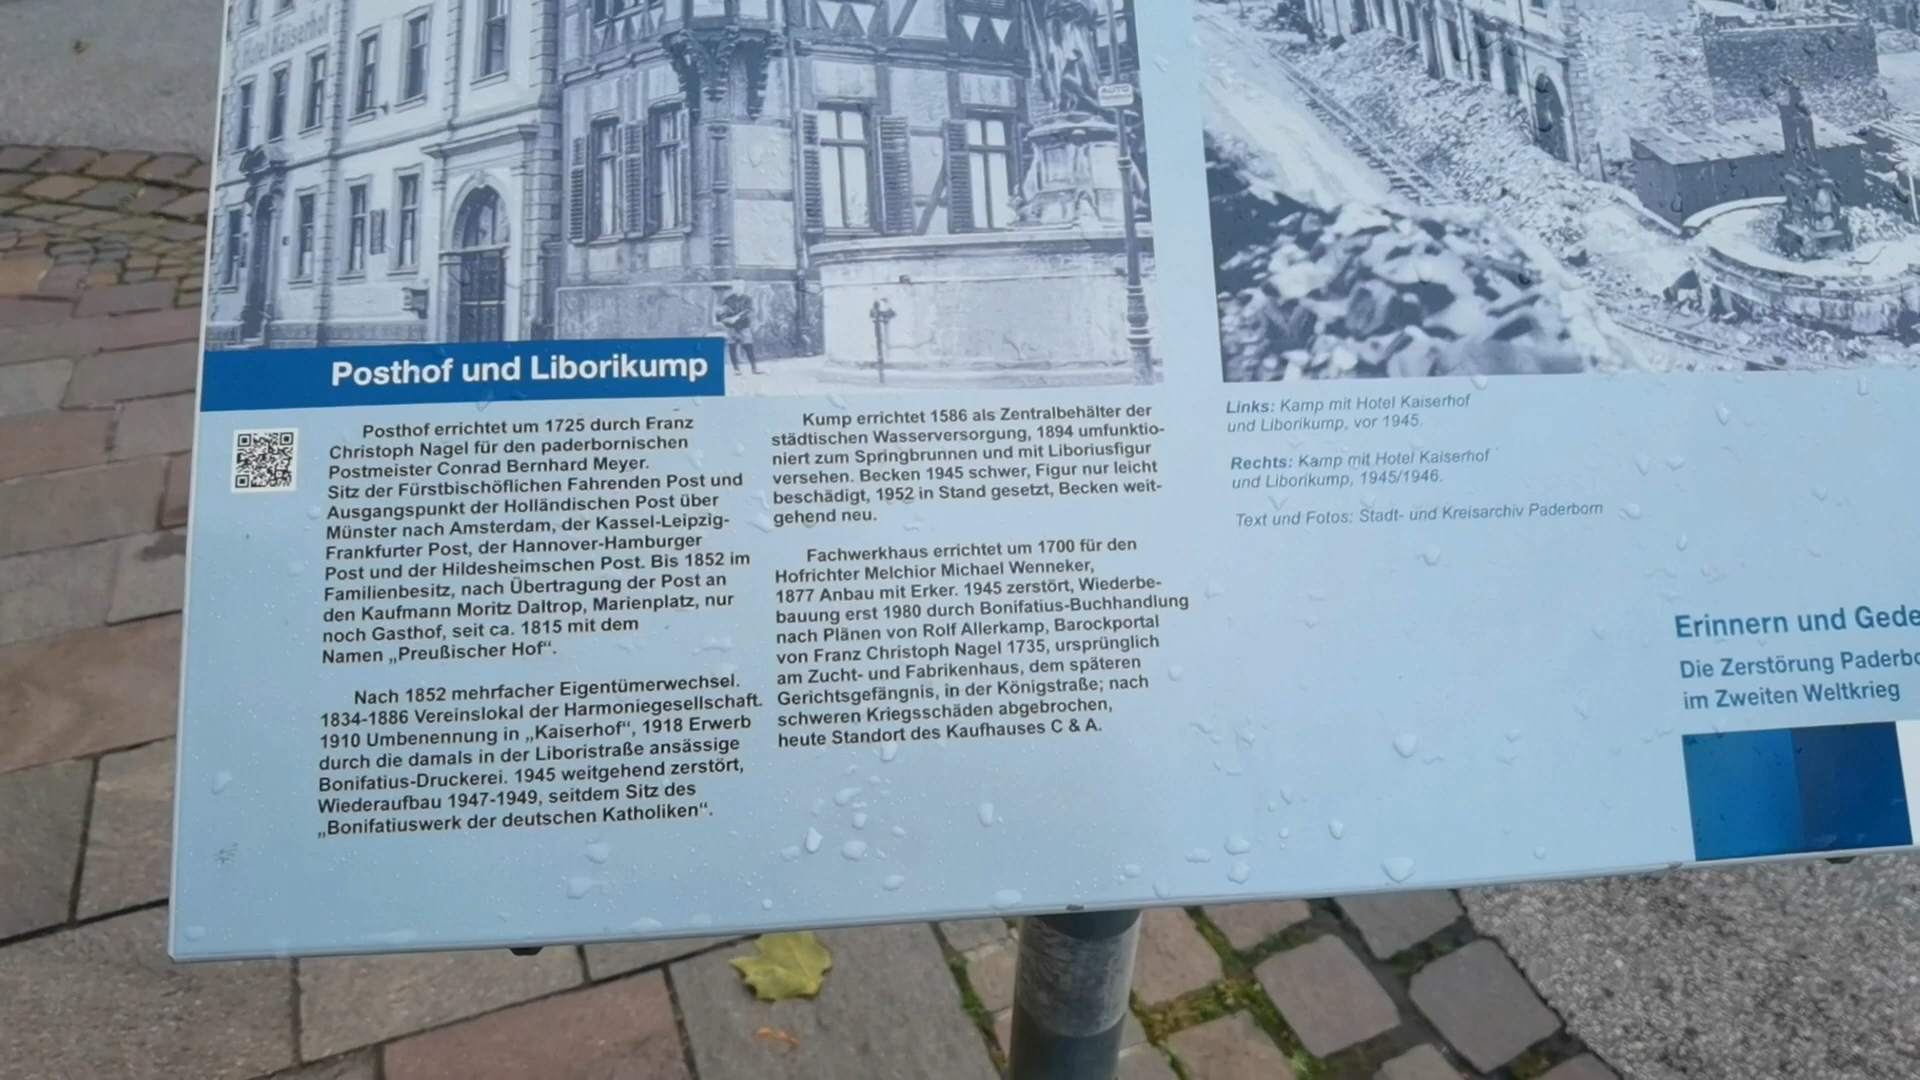 Hotel Kaiserhof
AUTO
Posthof und Liborikump
Posthof errichtet um 1725 durch Franz
Christoph Nagel für den paderbornischen
Postmeister Conrad Bernhard Meyer.
Sitz der Fürstbischöflichen Fahrenden Post und
Ausgangspunkt der Holländischen Post über
Münster nach Amsterdam, der Kassel-Leipzig-
Frankfurter Post, der Hannover-Hamburger
Post und der Hildesheimschen Post. Bis 1852 im
Familienbesitz, nach Übertragung der Post an
den Kaufmann Moritz Daltrop, Marienplatz, nur
noch Gasthof, seit ca. 1815 mit dem
Namen „Preußischer Hof“.
Nach 1852 mehrfacher Eigentümerwechsel.
1834-1886 Vereinslokal der Harmoniegesellschaft.
1910 Umbenennung in „Kaiserhof“, 1918 Erwerb
durch die damals in der Liboristraße ansässige
Bonifatius-Druckerei. 1945 weitgehend zerstört,
Wiederaufbau 1947-1949, seitdem Sitz des
„Bonifatiuswerk der deutschen Katholiken“.
Kump errichtet 1586 als Zentralbehälter der
städtischen Wasserversorgung, 1894 umfunktio-
niert zum Springbrunnen und mit Liboriusfigur
versehen. Becken 1945 schwer, Figur nur leicht
beschädigt, 1952 in Stand gesetzt, Becken weit-
gehend neu.
Fachwerkhaus errichtet um 1700 für den
Hofrichter Melchior Michael Wenneker,
1877 Anbau mit Erker. 1945 zerstört, Wiederbe-
bauung erst 1980 durch Bonifatius-Buchhandlung
nach Plänen von Rolf Allerkamp, Barockportal
von Franz Christoph Nagel 1735, ursprünglich
am Zucht- und Fabrikenhaus, dem späteren
Gerichtsgefängnis, in der Königstraße; nach
schweren Kriegsschäden abgebrochen,
heute Standort des Kaufhauses C & A.
Links: Kamp mit Hotel Kaiserhof
und Liborikump, vor 1945.
Rechts: Kamp mit Hotel Kaiserhof
und Liborikump, 1945/1946.
Text und Fotos: Stadt- und Kreisarchiv Paderborn
Erinnern und Gede
Die Zerstörung Paderbo
im Zweiten Weltkrieg